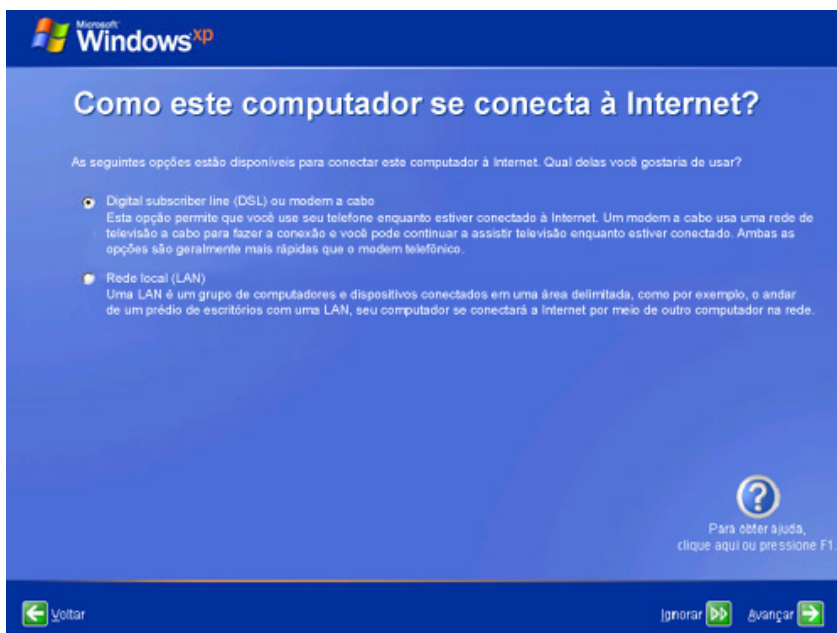 Microsoft
Windows xp
Como este computador se conecta à Internet?
As seguintes opções estão disponíveis para conectar este computador à Internet. Qual delas você gostaria de usar?
Digital subscriber line (DSL) ou modem a cabo
Esta opção permite que você use seu telefone enquanto estiver conectado à Internet. Um modem a cabo usa uma rede de
televisão a cabo para fazer a conexão e você pode continuar a assistir televisão enquanto estiver conectado. Ambas as
opções são geralmente mais rápidas que o modem telefônico.
Rede local (LAN)
Uma LAN é um grupo de computadores e dispositivos conectados em uma área delimitada, como por exemplo, o andar
de um prédio de escritórios com uma LAN, seu computador se conectará a Internet por meio de outro computador na rede.
Para obter ajuda,
clique aqui ou pressione F1.
Voltar
Ignorar
Avançar